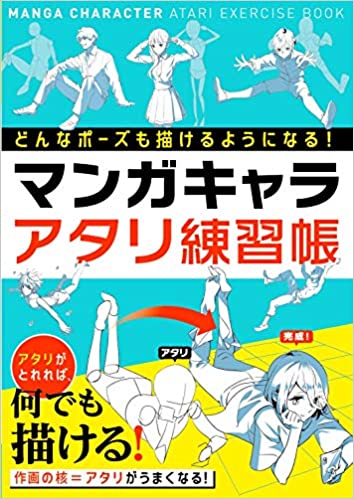 MANGA CHARACTER ATARI EXERCISE BOOK
どんなポーズも描けるようになる!
マンガキャラ
アタリ練習帳
アタリ
完成!
アタリが
とれれば、
何でも
描ける!
作画の核=アタリがうまくなる!